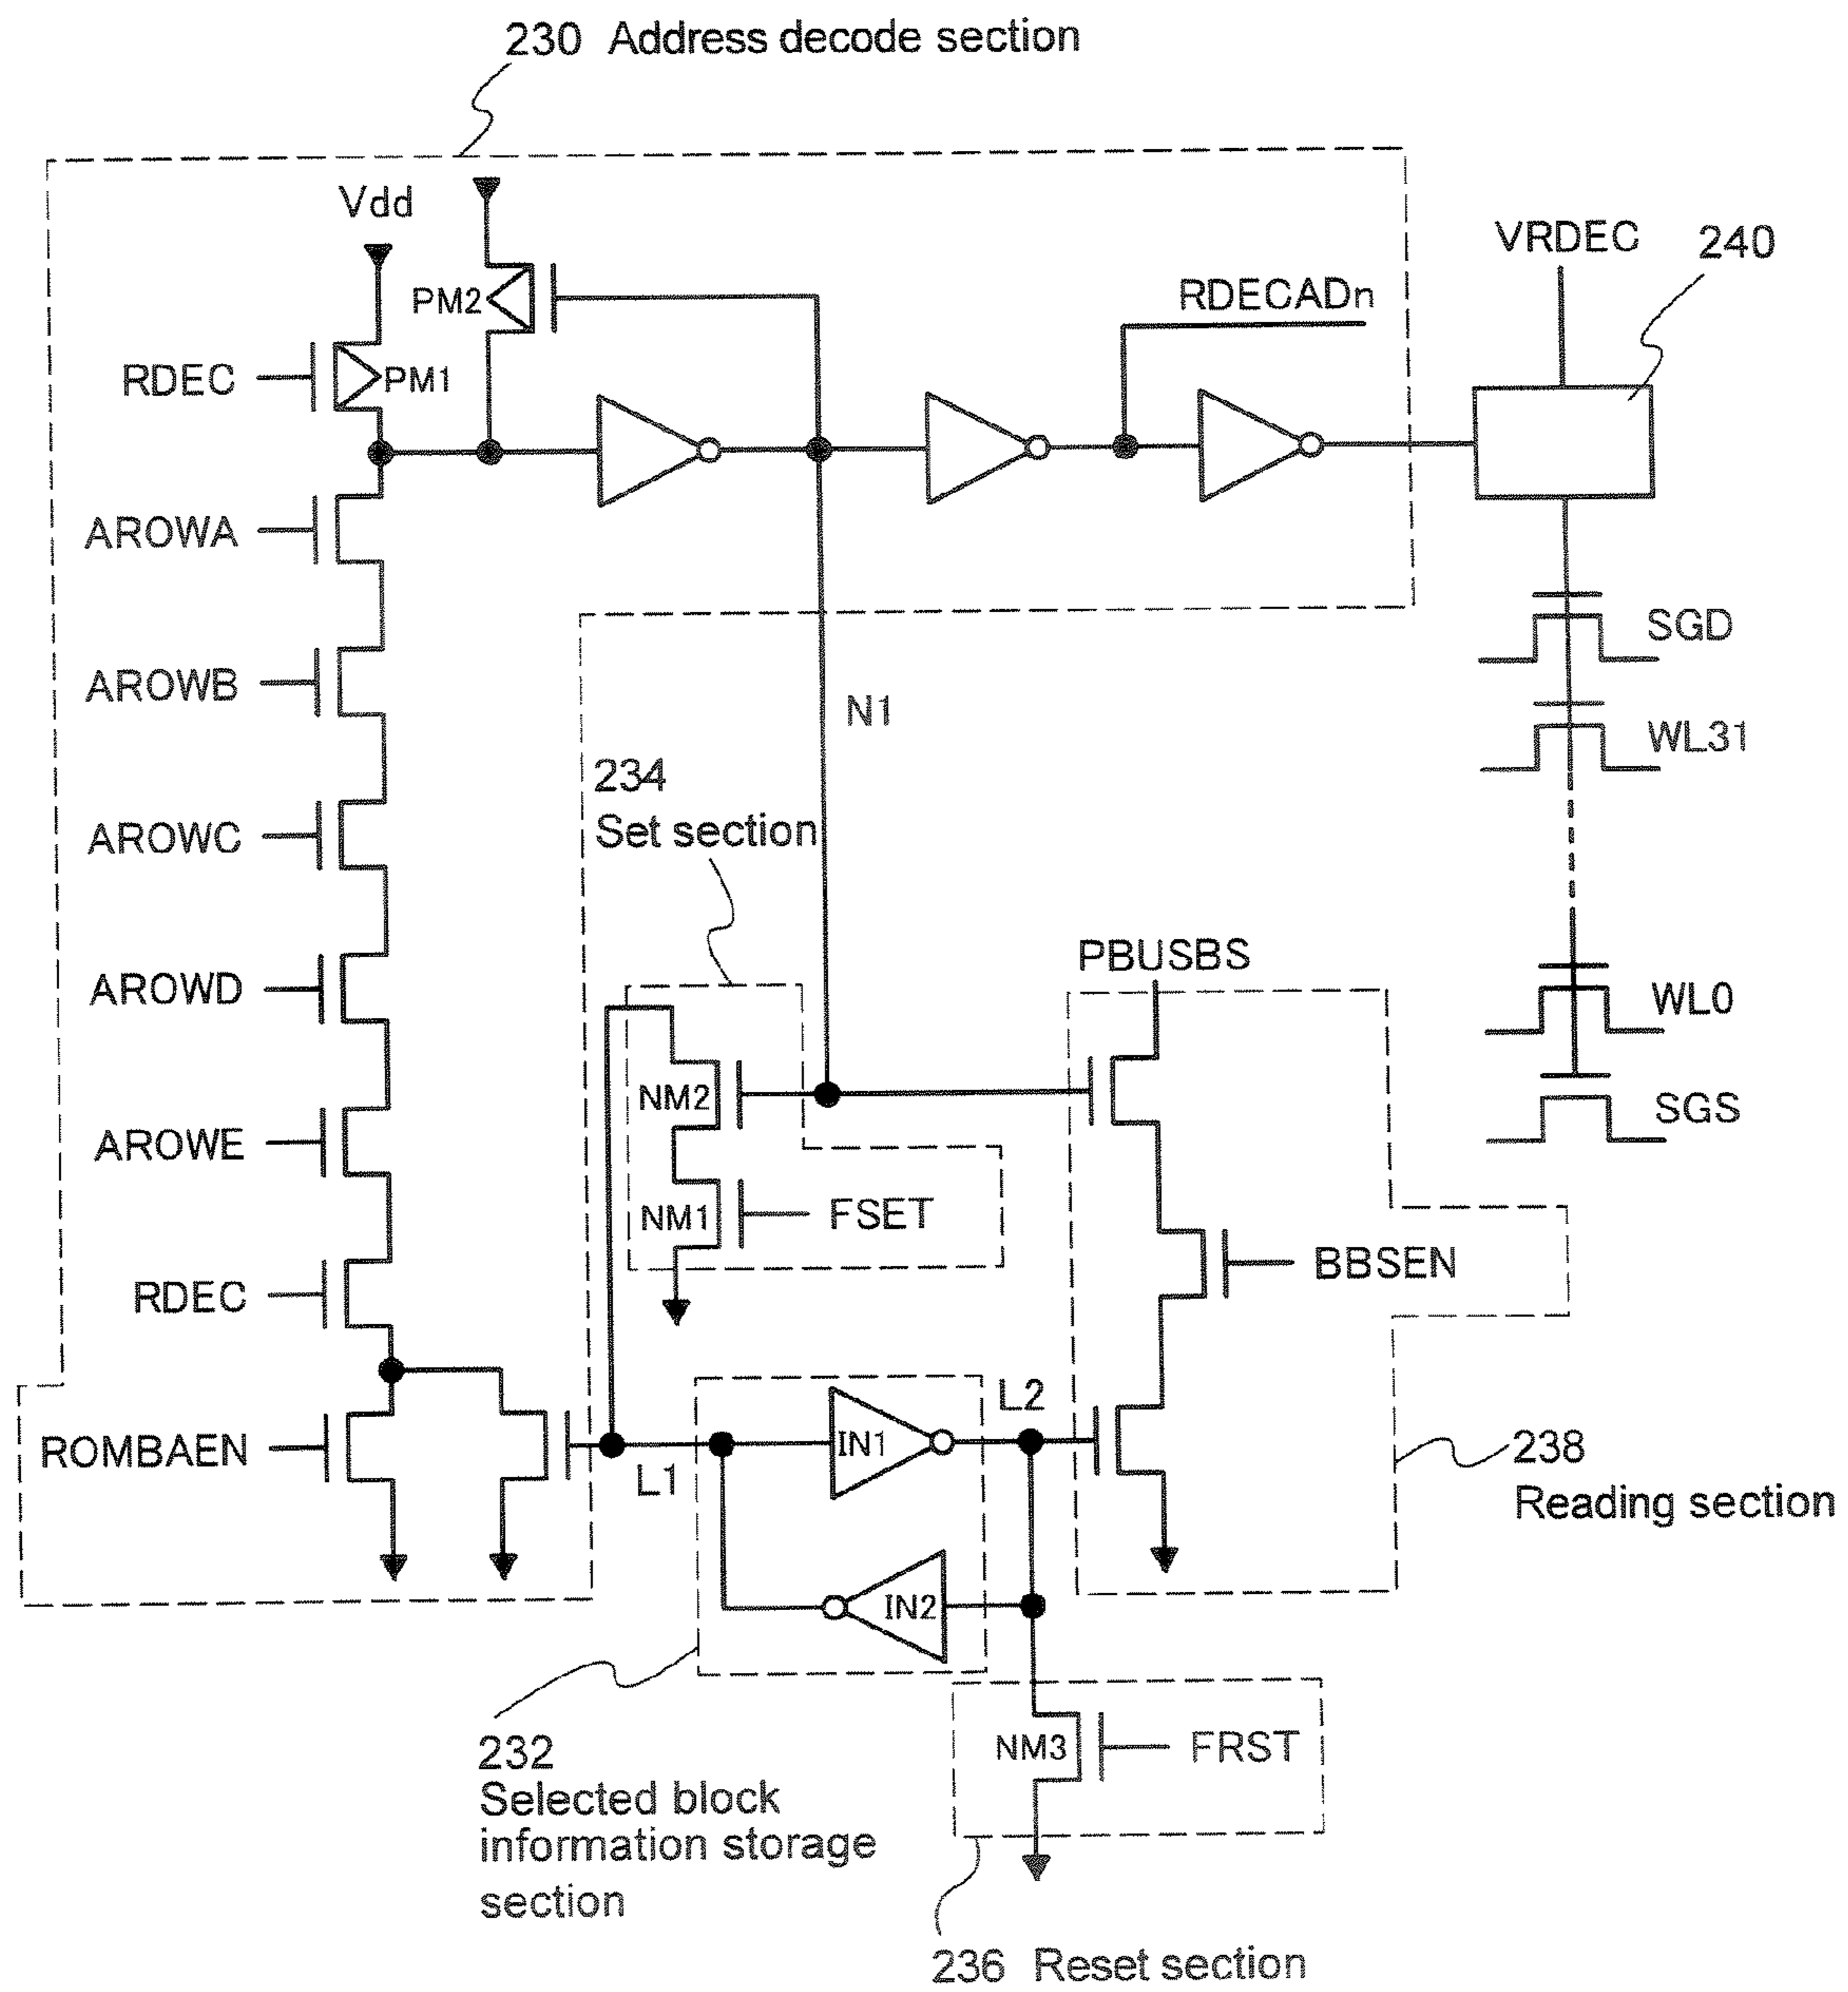 230 Address decode section
Vdd
VRDEC
240
PM2
RDECADn
RDEC
PM1
AROWA
SGD
AROWB
N1
WL31
234
Set section
AROWC
PBUSBS
AROWD
WL0
NM2
SGS
AROWE
NM1
FSET
BBSEN
RDEC
L2
ROMBAEN
IN1
238
Reading section
L1
IN2
232
Selected block
information storage
section
NM3
FRST
236 Reset section